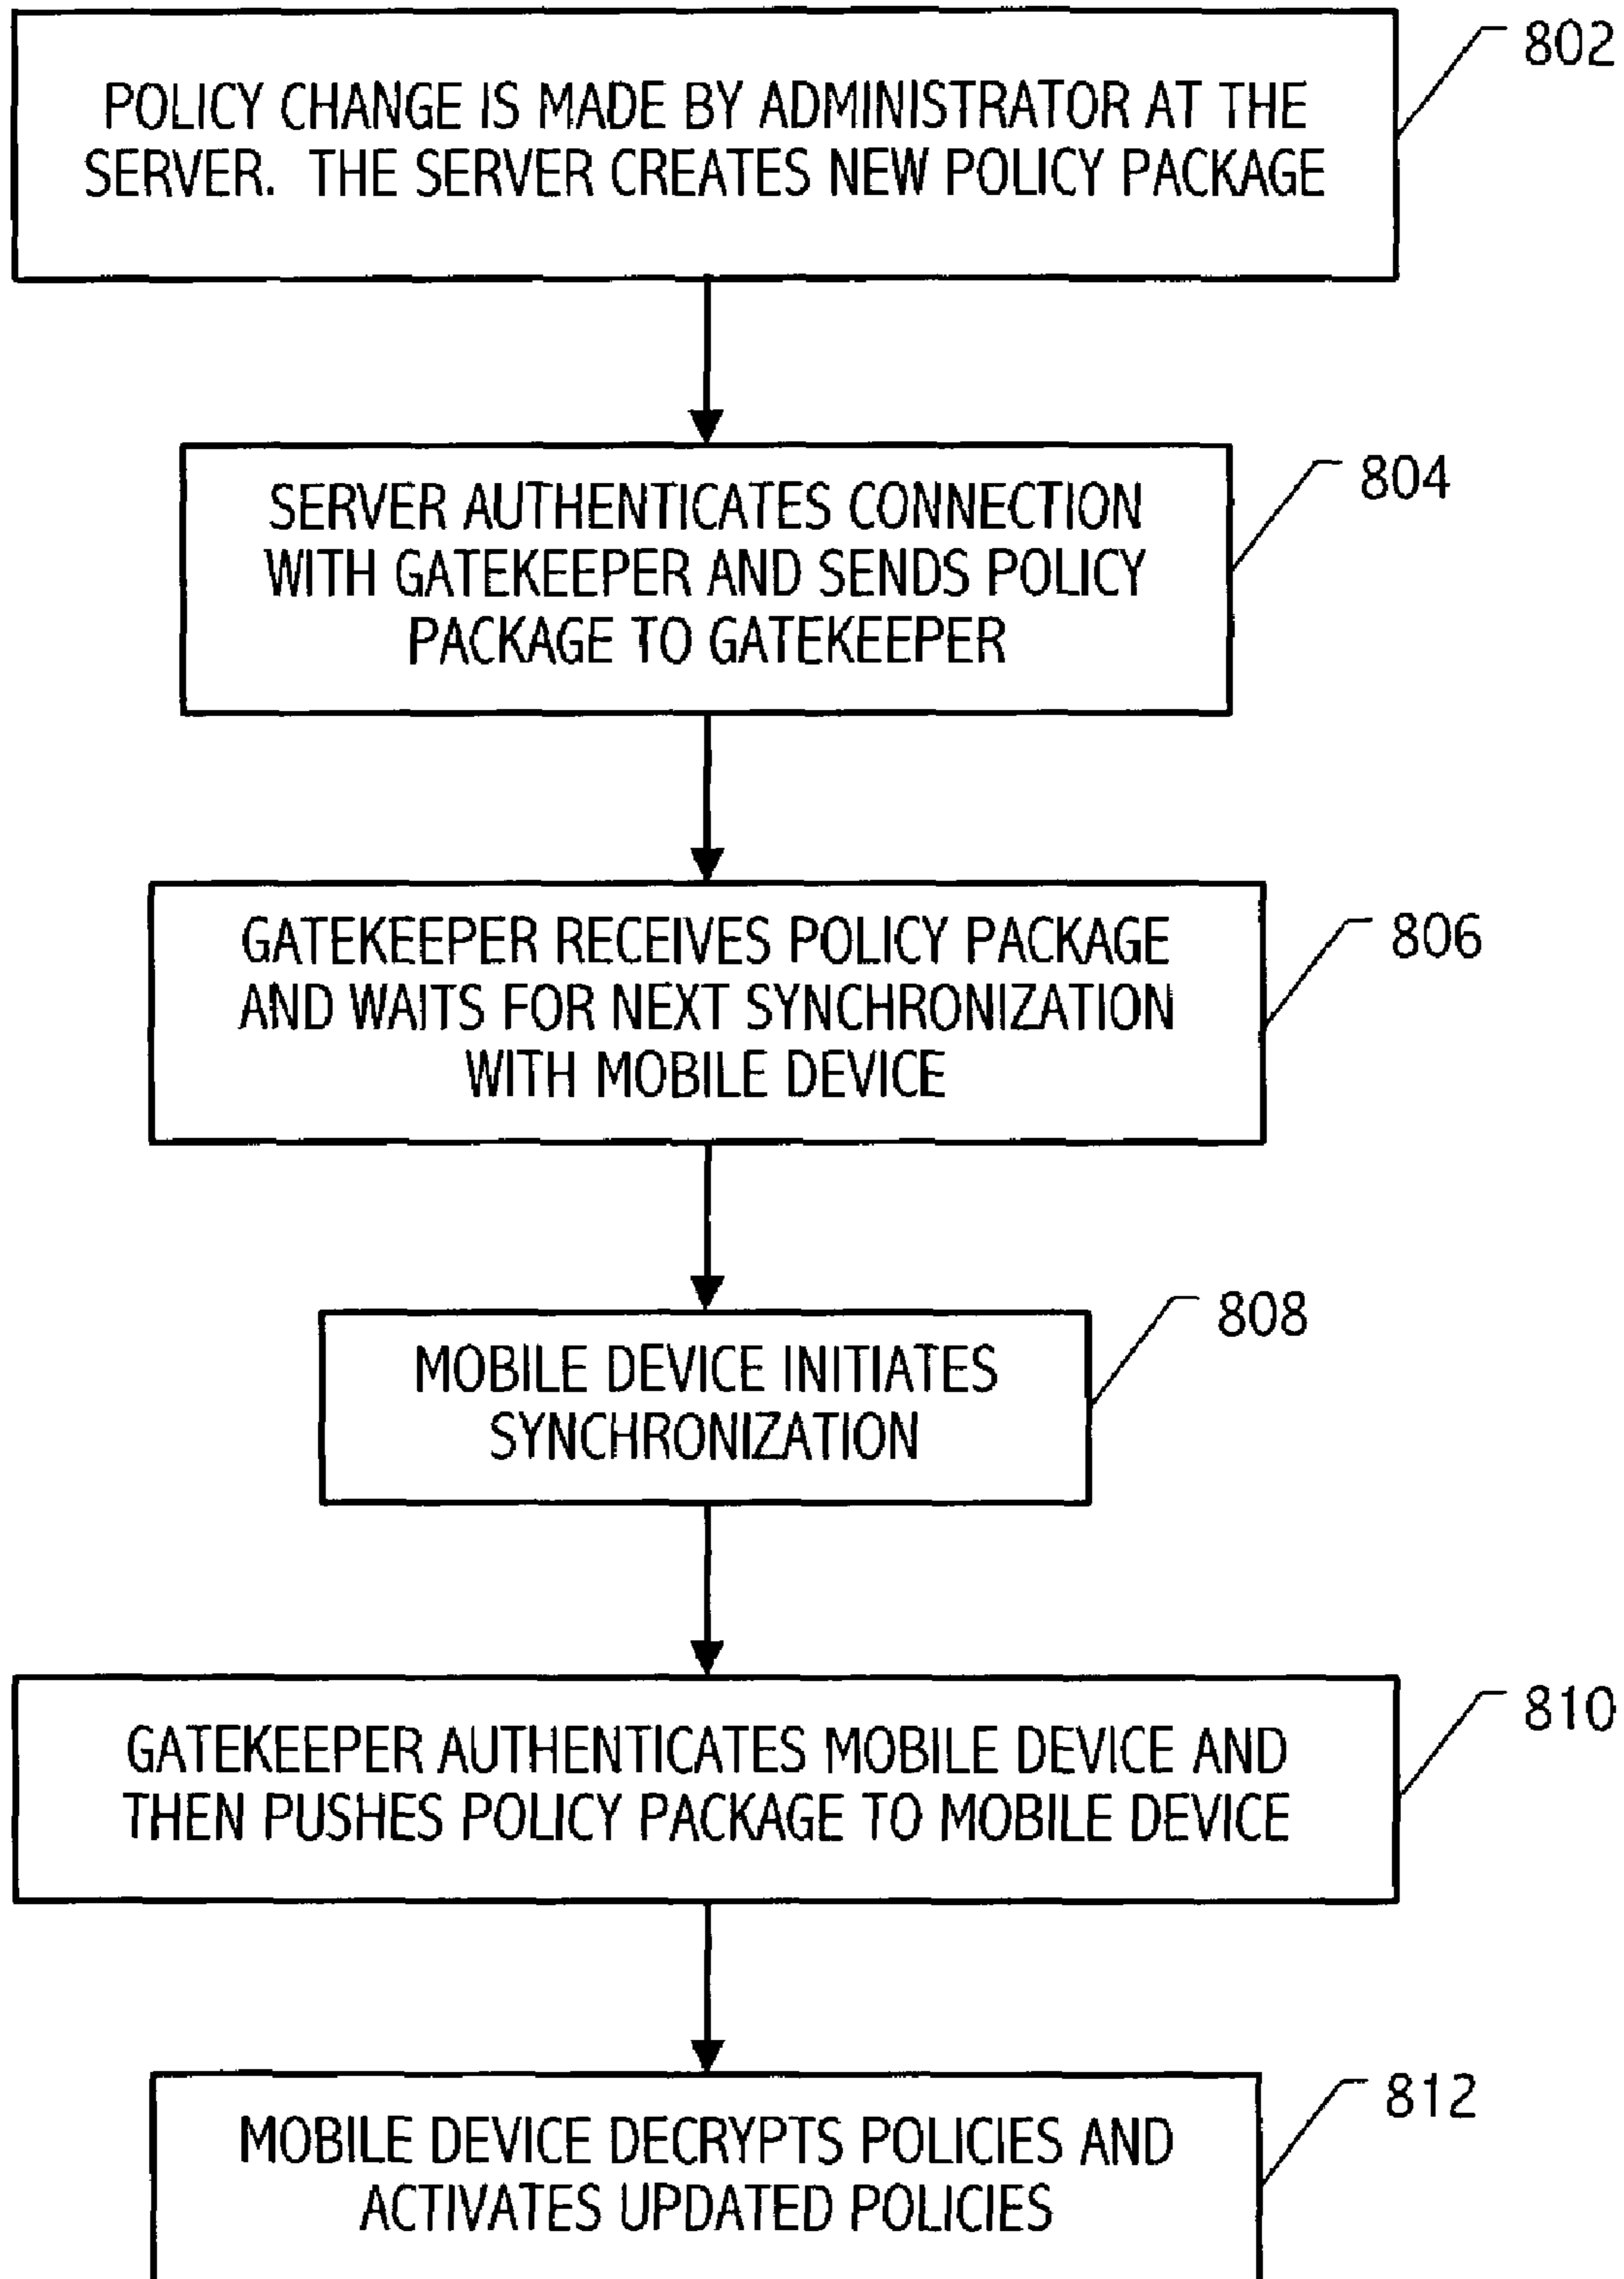 802
POLICY CHANGE IS MADE BY ADMINISTRATOR AT THE
SERVER. THE SERVER CREATES NEW POLICY PACKAGE
804
SERVER AUTHENTICATES CONNECTION
WITH GATEKEEPER AND SENDS POLICY
PACKAGE TO GATEKEEPER
806
GATEKEEPER RECEIVES POLICY PACKAGE
AND WAITS FOR NEXT SYNCHRONIZATION
WITH MOBILE DEVICE
808
MOBILE DEVICE INITIATES
SYNCHRONIZATION
810
GATEKEEPER AUTHENTICATES MOBILE DEVICE AND
THEN PUSHES POLICY PACKAGE TO MOBILE DEVICE
812
MOBILE DEVICE DECRYPTS POLICIES AND
ACTIVATES UPDATED POLICIES